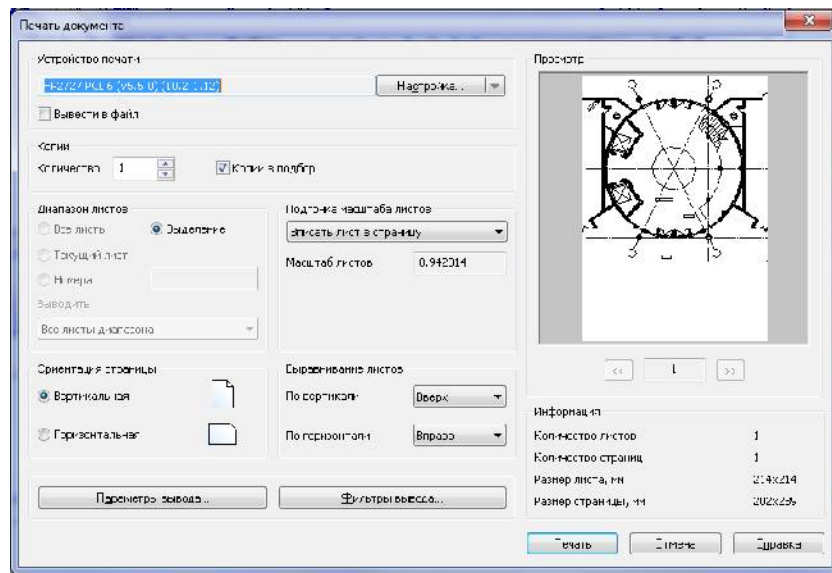 Печать документа
Устройство печати
Настройка...
Вывести в файл
Копии
Количество 1
Копии в подбор
Диапазон листов
Все листы
Выделение
Текущий лист
Номера
Выводить
Все листы диапазона
Подгонка масштаба листов
Вписать лист в страницу
Масштаб листов 0.942014
Ориентация страницы
Вертикальная
Горизонтальная
Выравнивание листов
По вертикали Вверх
По горизонтали Вправо
Параметры вывода...
Фильтры вывода...
Просмотр
<< 1 >>
Информация
Количество листов 1
Количество страниц 1
Размер листа, мм 214x214
Размер страницы, мм
Печать
Отмена
Справка